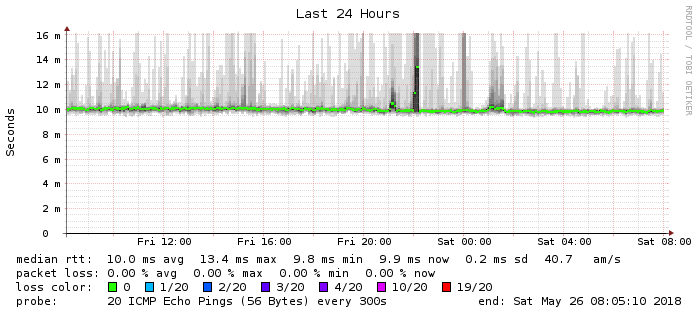 Last 24 Hours
RRDTOOL / TOBI OETIKER
Seconds
16 m
14 m
12 m
10 m
8 m
6 m
4 m
2 m
0
Fri 12:00 Fri 16:00 Fri 20:00 Sat 00:00 Sat 04:00 Sat 08:00
median rtt: 10.0 ms avg 13.4 ms max 9.8 ms min 9.9 ms now 0.2 ms sd 40.7 am/s
packet loss: 0.00 % avg 0.00 % max 0.00 % min 0.00 % now
loss color: 0 1/20 2/20 3/20 4/20 10/20 19/20
probe: 20 ICMP Echo Pings (56 Bytes) every 300s end: Sat May 26 08:05:10 2018